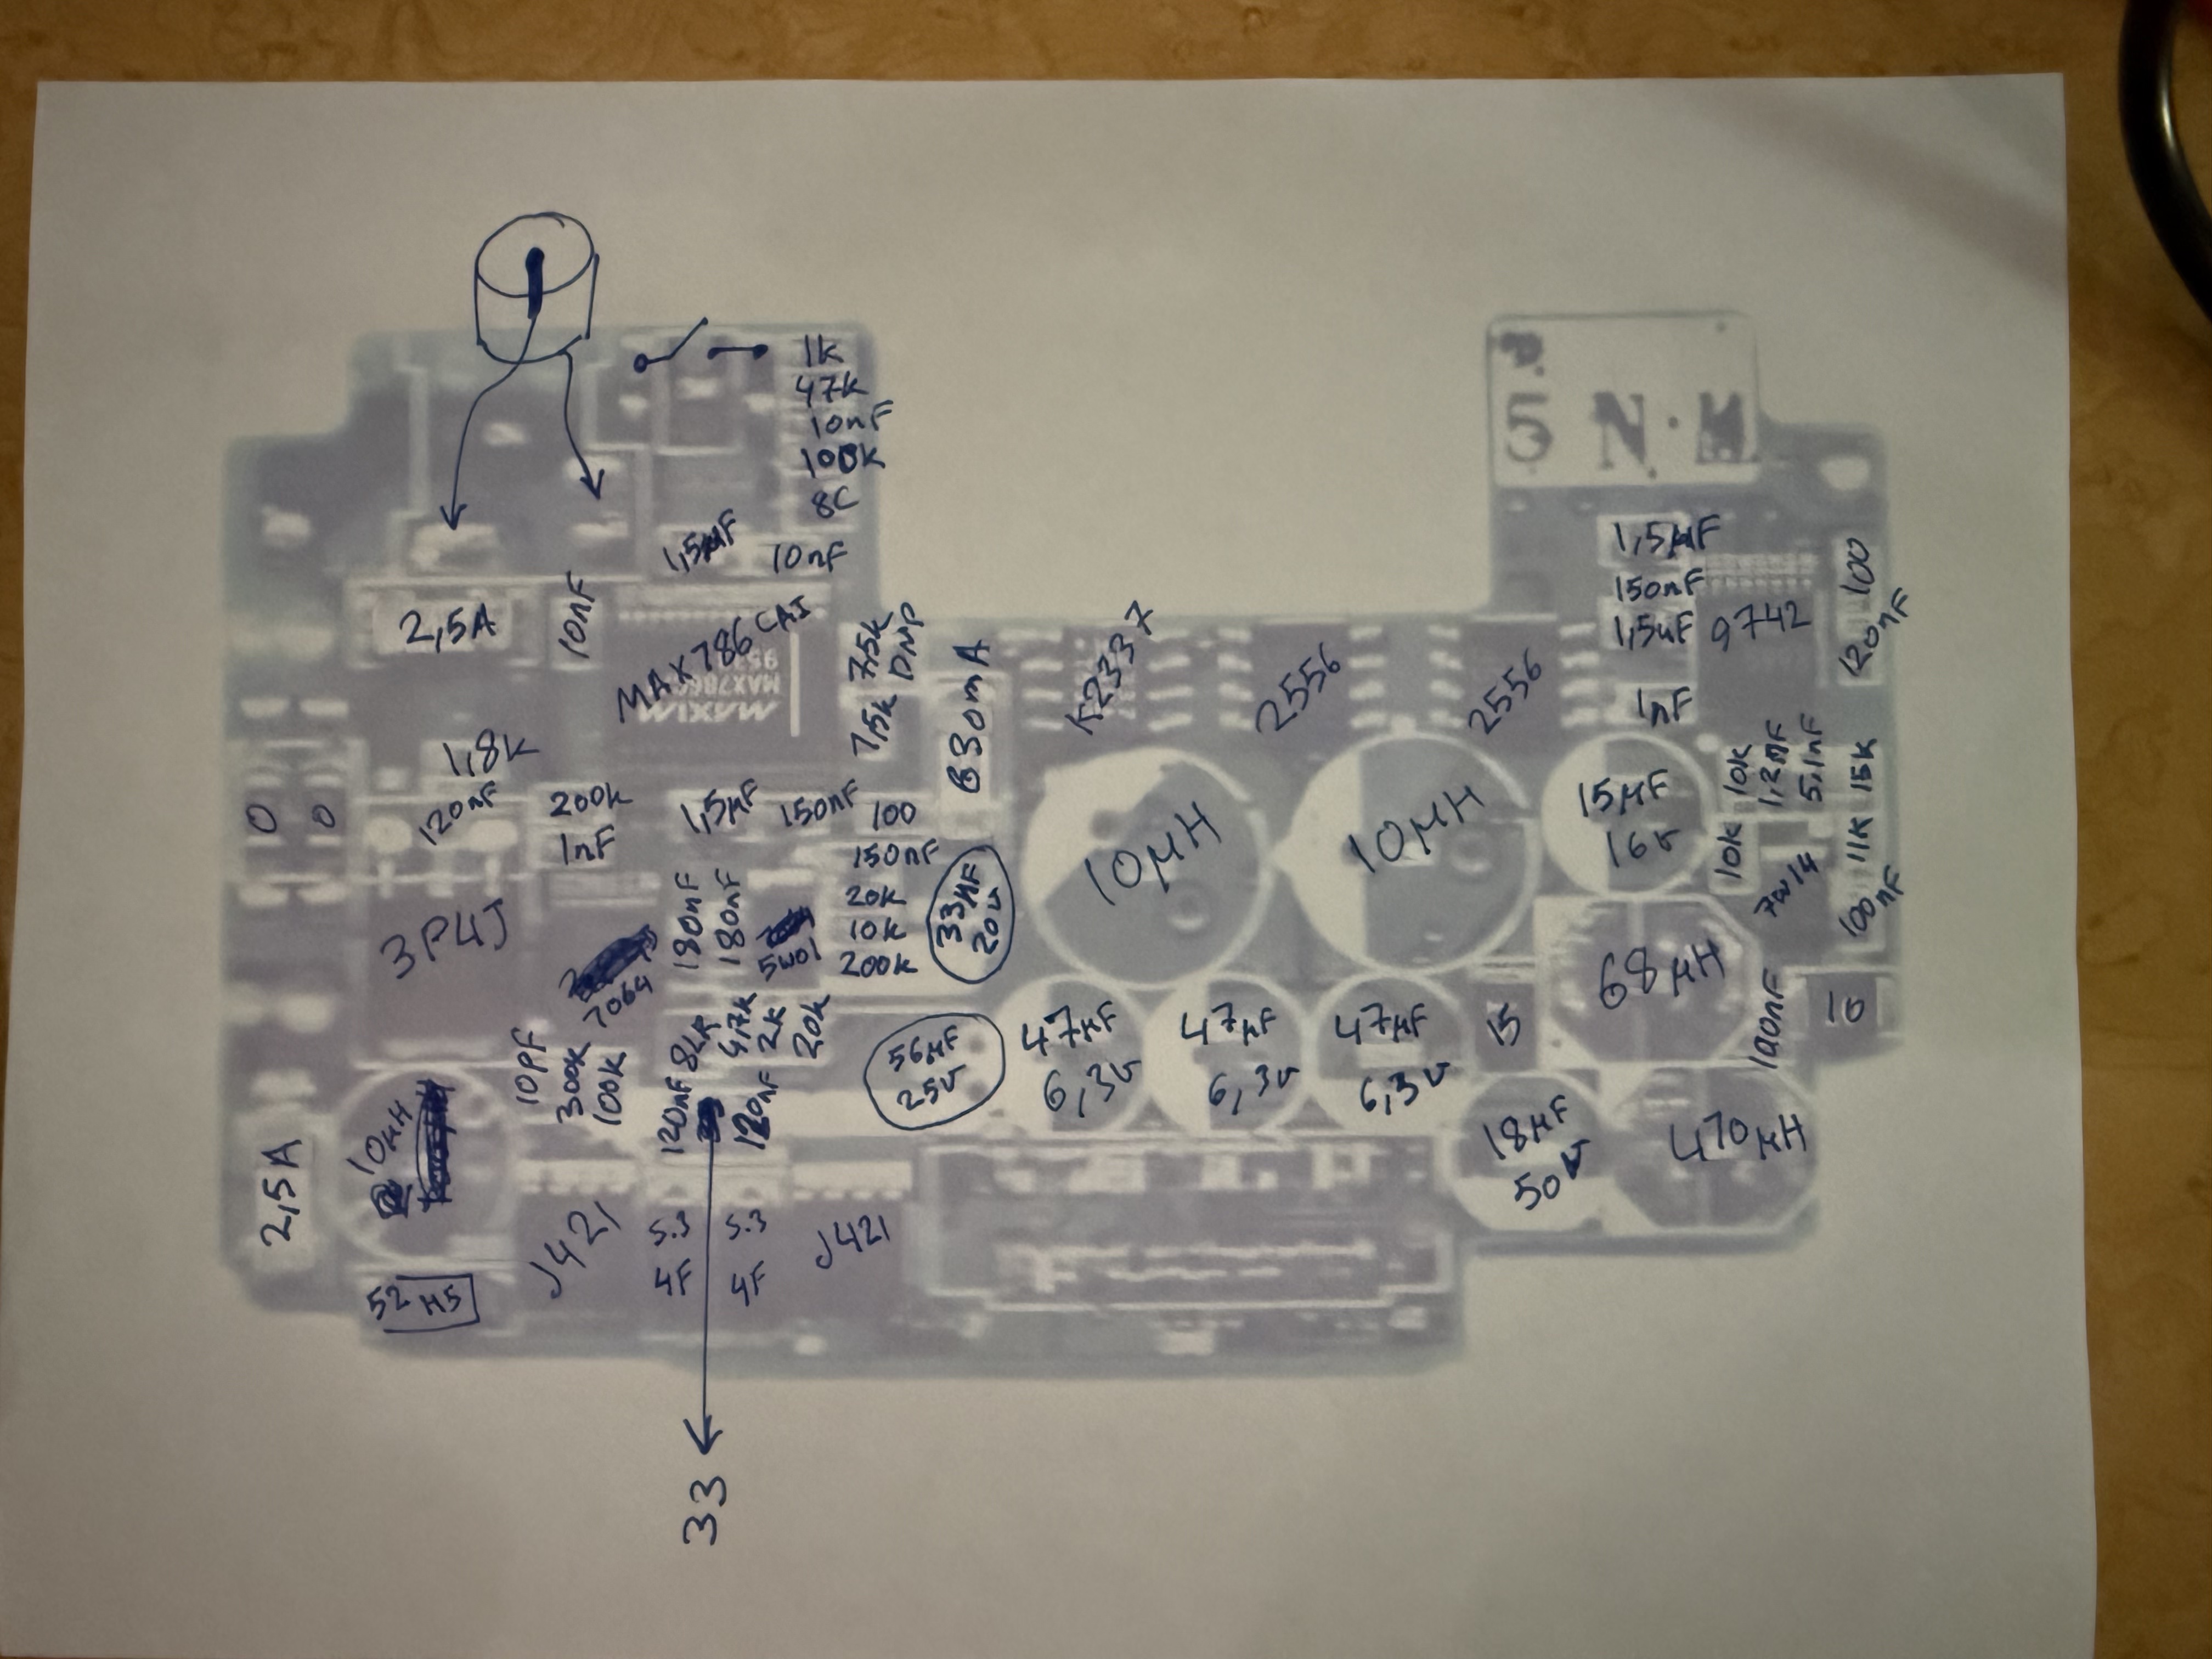 1k
47k
10nF
100k
8C
5 N·M
1,5µF
10nF
1,5µF
150nF
1,5uF
9742
100
120nF
1nF
2,5A
10nF
MAX786 CAI
MAX786C
MAXIM
7,5k
DNP
7,5k
630mA
K2337
2556
2556
1,8k
120nF
200k
1nF
0
0
1,5µF
150nF
100
150nF
20k
10k
200k
33µF
20v
10µH
10µH
15µF
16v
10k
10k
1,2nF
5,1nF
15k
11k
100nF
7W14
3P4J
7064
180nF
180nF
5W01
10PF
300k
100k
82k
4,7k
2k
20k
120nF
120nF
56µF
25v
47µF
6,3v
47µF
6,3v
47µF
6,3v
15
68µH
100nF
10
18µF
50v
470µH
2,5A
10µH
52 H5
J421
5.3
4F
5.3
4F
J421
33